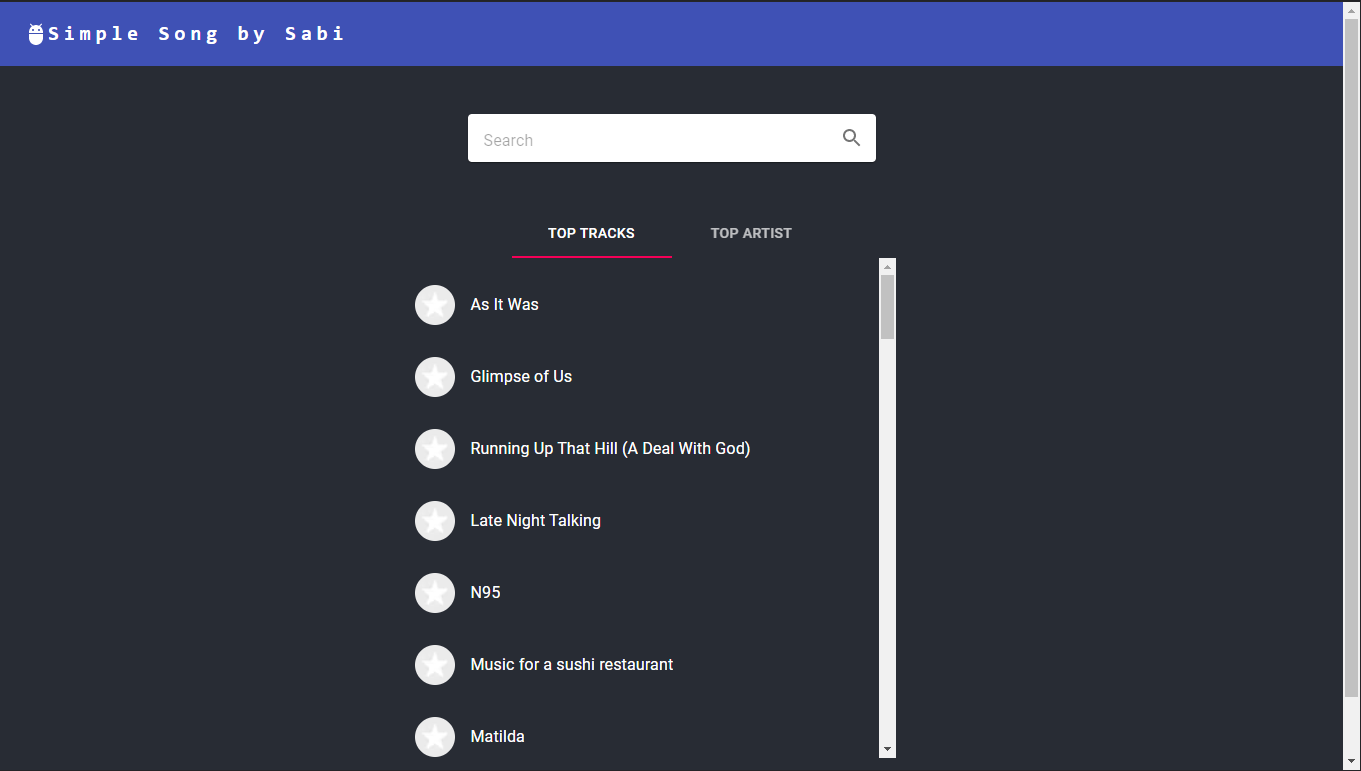 Simple Song by Sabi
Search
TOP TRACKS
TOP ARTIST
As It Was
Glimpse of Us
Running Up That Hill (A Deal With God)
Late Night Talking
N95
Music for a sushi restaurant
Matilda